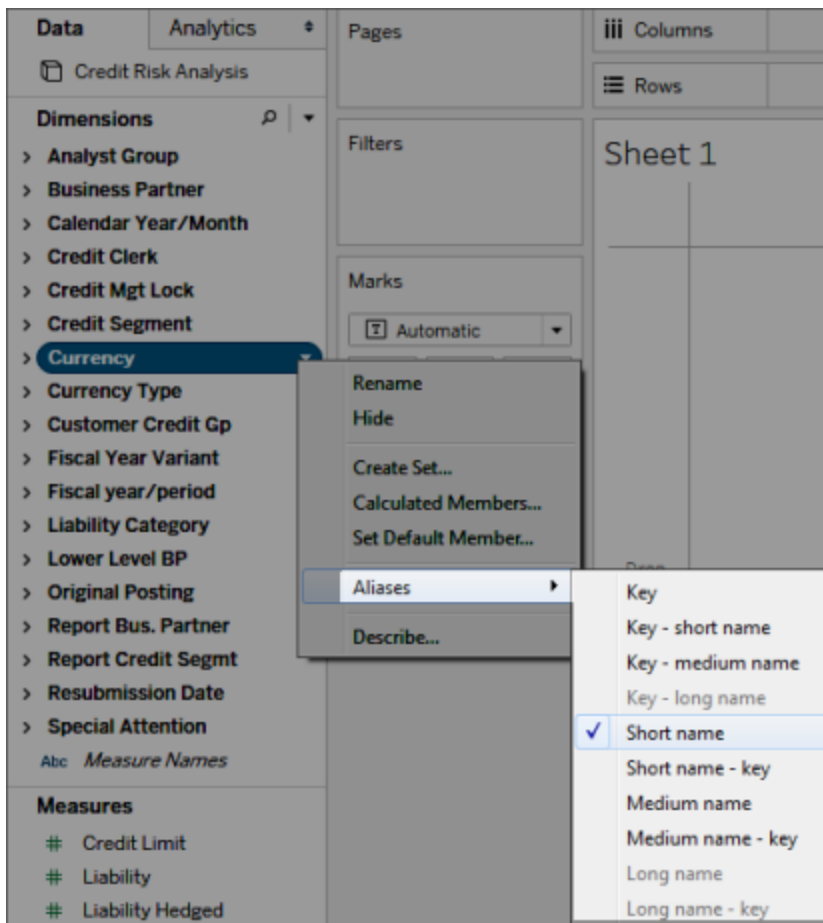 Data
Analytics
Credit Risk Analysis
Dimensions
Analyst Group
Business Partner
Calendar Year/Month
Credit Clerk
Credit Mgt Lock
Credit Segment
Currency
Currency Type
Customer Credit Gp
Fiscal Year Variant
Fiscal year/period
Liability Category
Lower Level BP
Original Posting
Report Bus. Partner
Report Credit Segmt
Resubmission Date
Special Attention
Abc Measure Names
Measures
# Credit Limit
# Liability
# Liability Hedged
Pages
Filters
Marks
T Automatic
Columns
Rows
Sheet 1
Drop
Rename
Hide
Create Set...
Calculated Members...
Set Default Member...
Aliases
Describe...
Key
Key - short name
Key - medium name
Key - long name
Short name
Short name - key
Medium name
Medium name - key
Long name
Long name - key